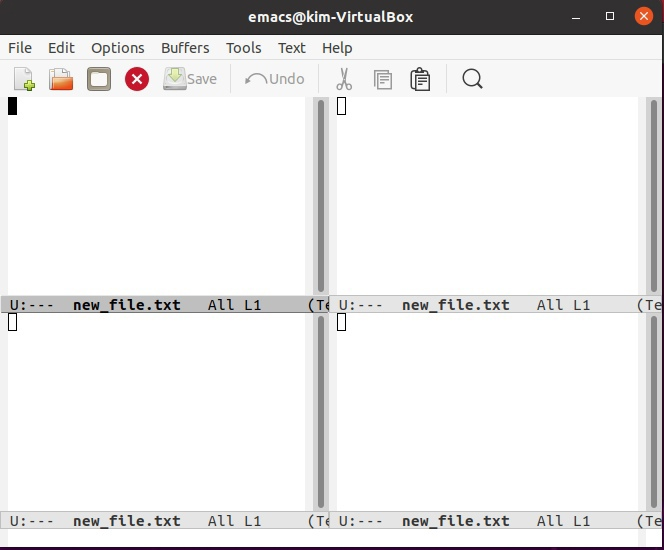 emacs@kim-VirtualBox
File Edit Options Buffers Tools Text Help
Save Undo
U:--- new_file.txt All L1 (Te
U:--- new_file.txt All L1 (Te
U:--- new_file.txt All L1 (Te
U:--- new_file.txt All L1 (Te